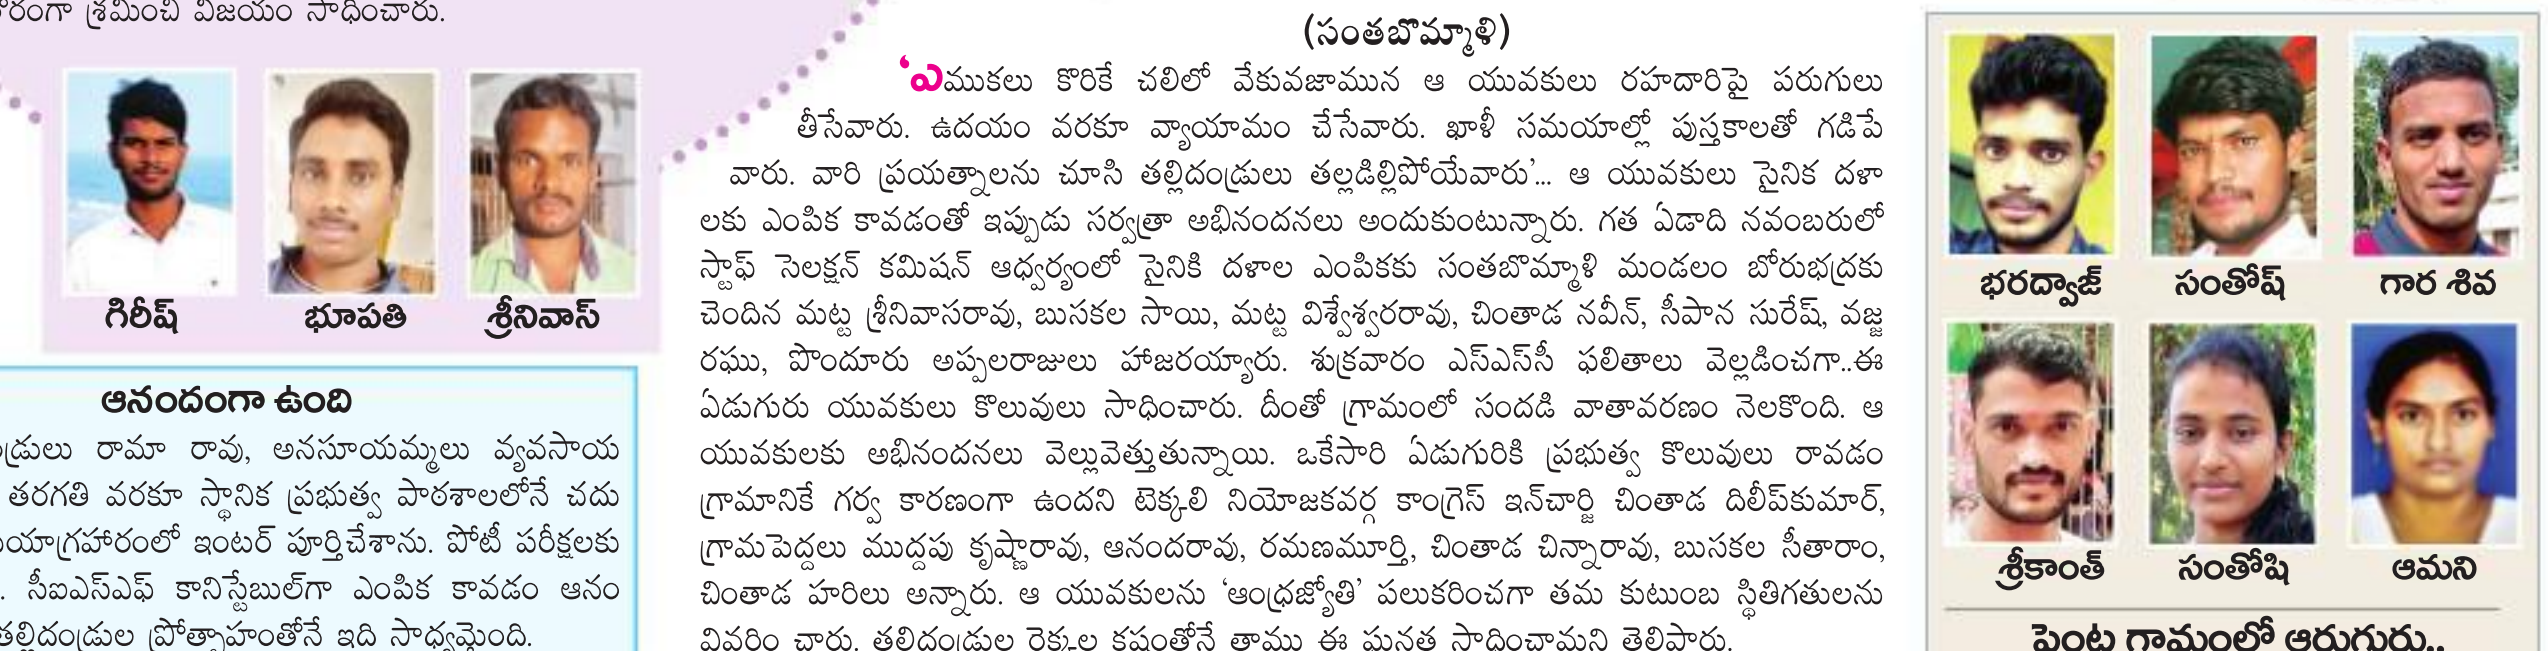 శ్రమించి విజయం సాధించారు.
గిరీష్ భూపతి శ్రీనివాస్
ఆనందంగా ఉంది
రామా రావు, అనసూయమ్మలు వ్యవసాయ
తరగతి వరకూ స్థానిక ప్రభుత్వ పాఠశాలలోనే చదు
ఇంటర్ పూర్తిచేశాను. పోటీ పరీక్షలకు
. సీఐఎస్ఎఫ్ కానిస్టేబుల్‌గా ఎంపిక కావడం ఆనం
తల్లిదండ్రుల ప్రోత్సాహంతోనే ఇది సాధ్యమైంది.
(సంతబొమ్మాళి)
‘ఎముకలు కొరికే చలిలో వేకువజామున ఆ యువకులు రహదారిపై పరుగులు
తీసేవారు. ఉదయం వరకూ వ్యాయామం చేసేవారు. ఖాళీ సమయాల్లో పుస్తకాలతో గడిపే
వారు. వారి ప్రయత్నాలను చూసి తల్లిదండ్రులు తల్లడిల్లిపోయేవారు’... ఆ యువకులు సైనిక దళా
లకు ఎంపిక కావడంతో ఇప్పుడు సర్వత్రా అభినందనలు అందుకుంటున్నారు. గత ఏడాది నవంబరులో
స్టాఫ్ సెలక్షన్ కమిషన్ ఆధ్వర్యంలో సైనికి దళాల ఎంపికకు సంతబొమ్మాళి మండలం బోరుభద్రకు
చెందిన మట్ట శ్రీనివాసరావు, బుసకల సాయి, మట్ట విశ్వేశ్వరరావు, చింతాడ నవీన్, సీపాన సురేష్, వజ్జ
రఘు, పొందూరు అప్పలరాజులు హాజరయ్యారు. శుక్రవారం ఎస్ఎస్‌సీ ఫలితాలు వెల్లడించగా..ఈ
ఏడుగురు యువకులు కొలువులు సాధించారు. దీంతో గ్రామంలో సందడి వాతావరణం నెలకొంది. ఆ
యువకులకు అభినందనలు వెల్లువెత్తుతున్నాయి. ఒకేసారి ఏడుగురికి ప్రభుత్వ కొలువులు రావడం
గ్రామానికే గర్వ కారణంగా ఉందని టెక్కలి నియోజకవర్గ కాంగ్రెస్ ఇన్‌చార్జి చింతాడ దిలీప్‌కుమార్,
గ్రామపెద్దలు ముద్దపు కృష్ణారావు, ఆనందరావు, రమణమూర్తి, చింతాడ చిన్నారావు, బుసకల సీతారాం,
చింతాడ హరిలు అన్నారు. ఆ యువకులను ‘ఆంధ్రజ్యోతి’ పలుకరించగా తమ కుటుంబ స్థితిగతులను
వివరిం చారు. తల్లిదండ్రుల రెక్కల కష్టంతోనే తాము ఈ ఘనత సాధించామని తెలిపారు.
భరద్వాజ్ సంతోష్ గార శివ
శ్రీకాంత్ సంతోషి ఆమని
పెంట గ్రామంలో ఆరుగురు..